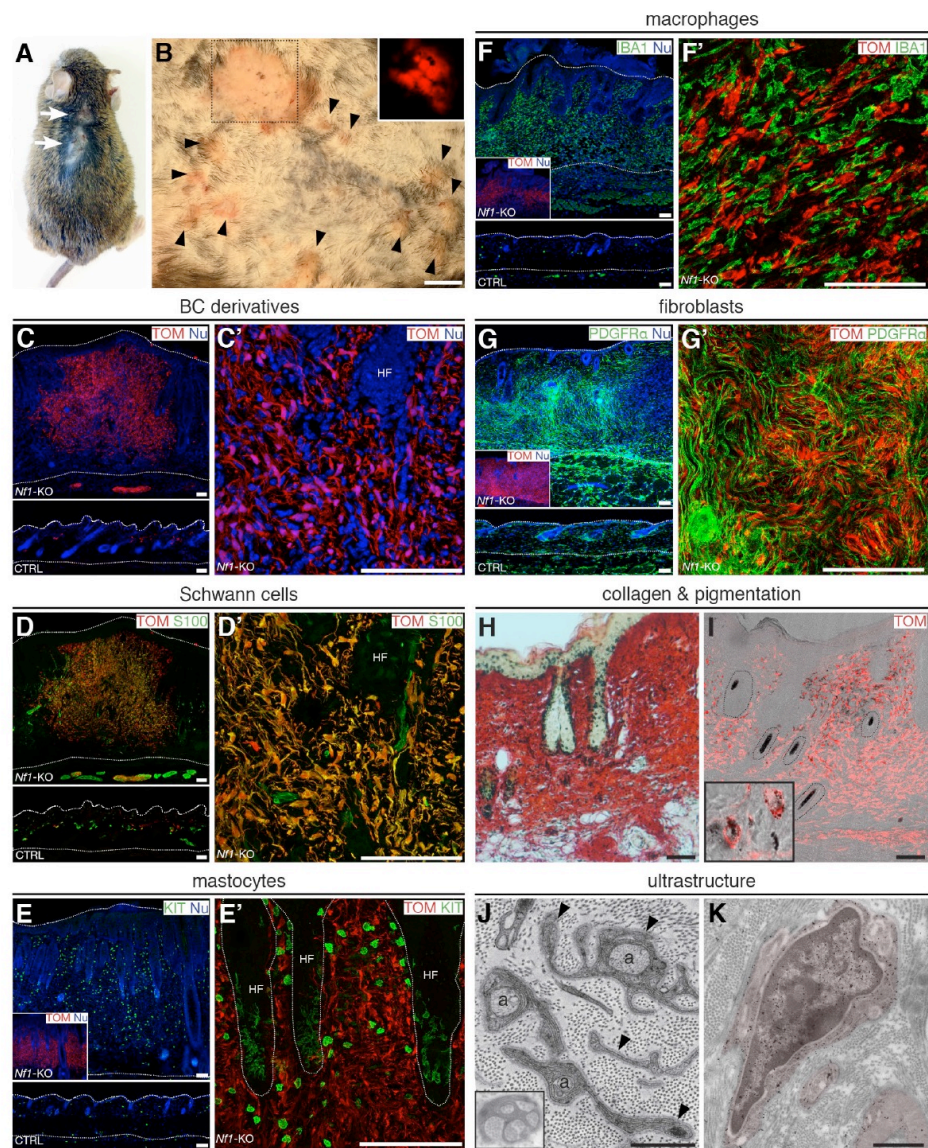 macrophages
A
B
F
IBA1 Nu
TOM Nu
Nf1-KO
CTRL
F'
TOM IBA1
Nf1-KO
BC derivatives
fibroblasts
C
TOM Nu
Nf1-KO
CTRL
C'
TOM Nu
HF
Nf1-KO
G
PDGFRα Nu
TOM Nu
Nf1-KO
CTRL
G'
TOM PDGFRα
Nf1-KO
Schwann cells
collagen & pigmentation
D
TOM S100
Nf1-KO
CTRL
D'
TOM S100
HF
Nf1-KO
H
I
TOM
mastocytes
ultrastructure
E
KIT Nu
TOM Nu
Nf1-KO
CTRL
E'
TOM KIT
HF
HF
HF
Nf1-KO
J
a
a
a
K